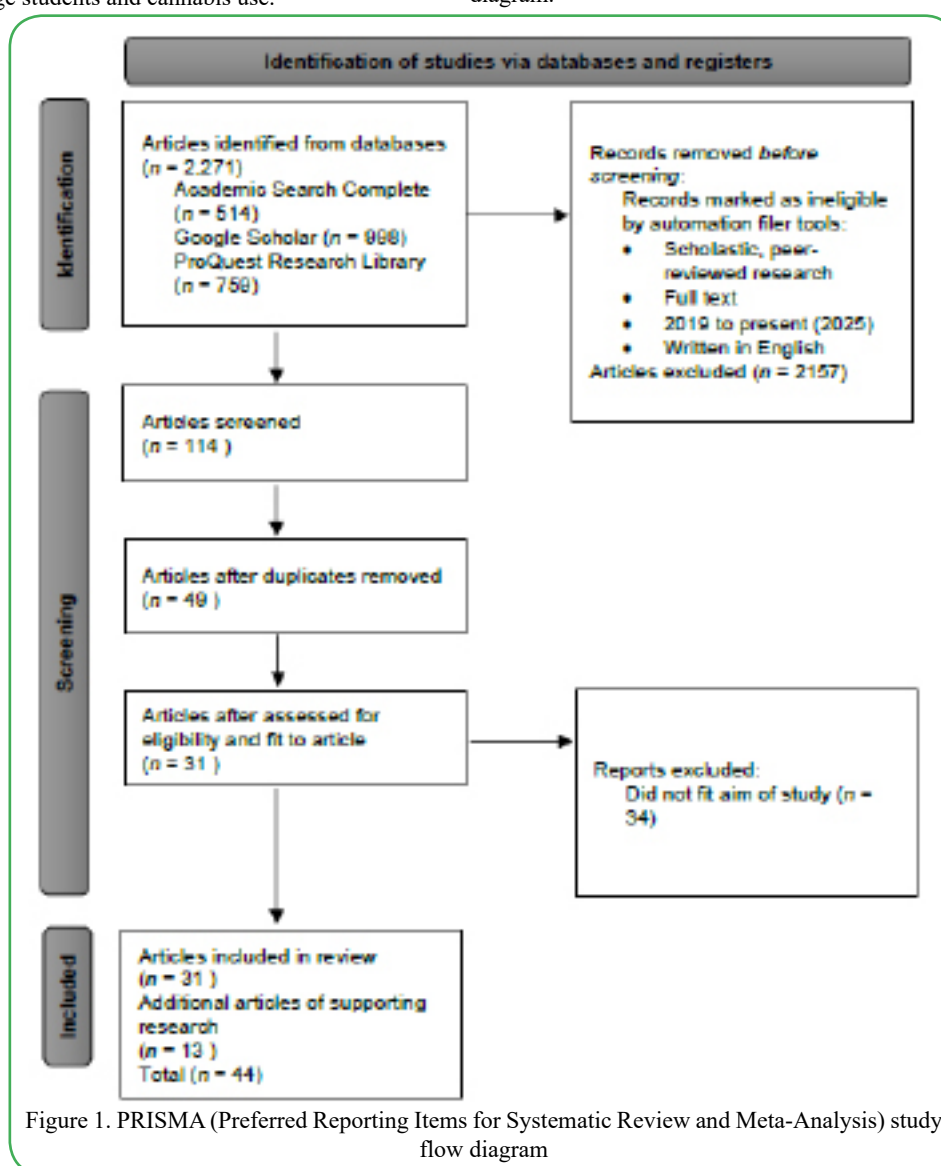 ge students and cannabis use.
diagram.
Identification of studies via databases and registers
Identification
Articles identified from databases
(n = 2,271)
Academic Search Complete
(n = 514)
Google Scholar (n = 998)
ProQuest Research Library
(n = 759)
Records removed before
screening:
Records marked as ineligible
by automation filer tools:
• Scholastic, peer-
reviewed research
• Full text
• 2019 to present (2025)
• Written in English
Articles excluded (n = 2157)
Screening
Articles screened
(n = 114 )
Articles after duplicates removed
(n = 49 )
Articles after assessed for
eligibility and fit to article
(n = 31 )
Reports excluded:
Did not fit aim of study (n =
34)
Included
Articles included in review
(n = 31 )
Additional articles of supporting
research
(n = 13 )
Total (n = 44)
Figure 1. PRISMA (Preferred Reporting Items for Systematic Review and Meta-Analysis) study
flow diagram